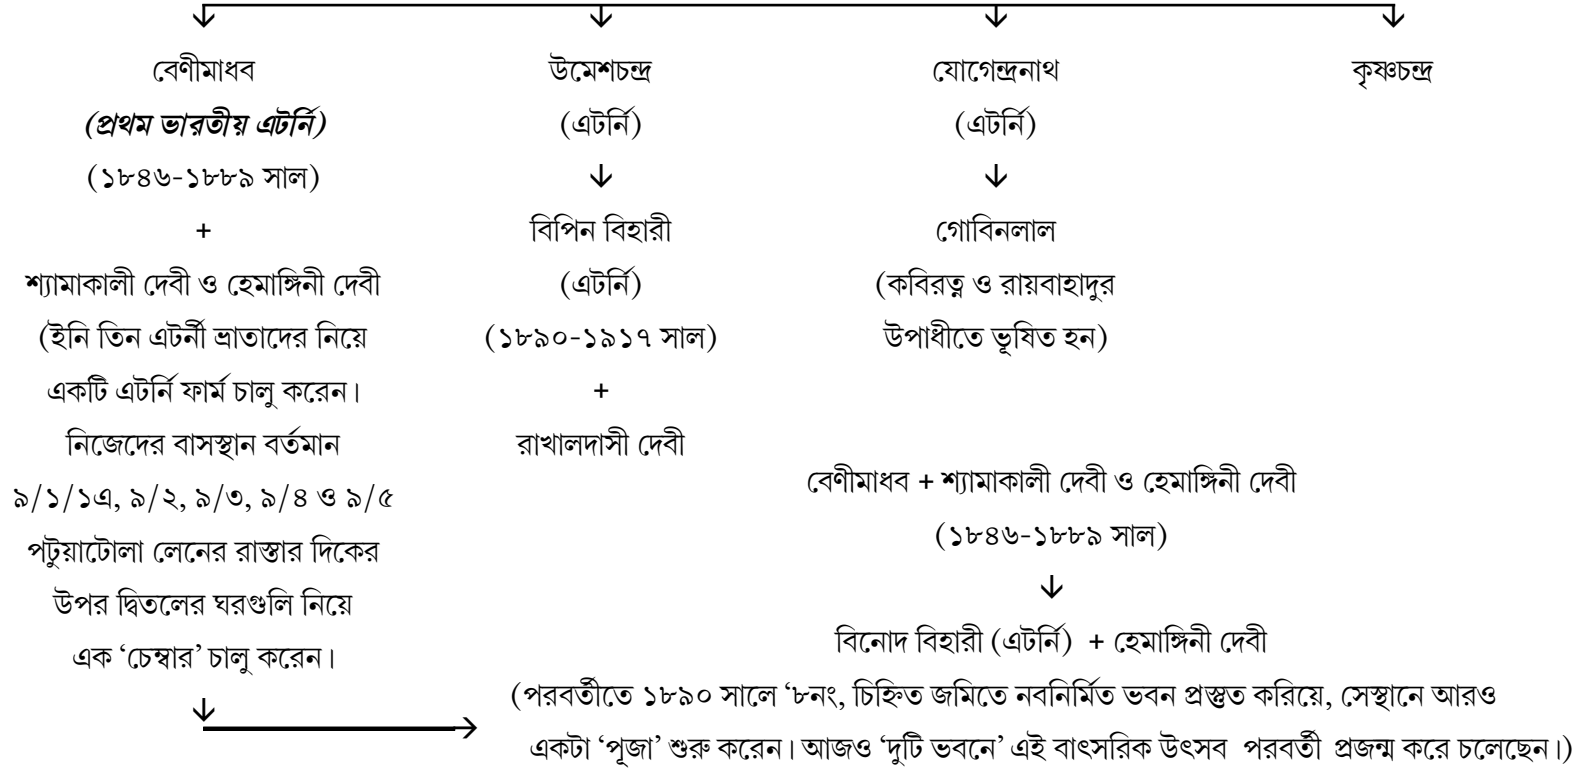 বেণীমাধব
(প্রথম ভারতীয় এটর্নি)
(১৮৪৬-১৮৮৯ সাল)
+
শ্যামাকালী দেবী ও হেমাঙ্গিনী দেবী
(ইনি তিন এটর্নী ভ্রাতাদের নিয়ে
একটি এটর্নি ফার্ম চালু করেন।
নিজেদের বাসস্থান বর্তমান
৯/১/১এ, ৯/২, ৯/৩, ৯/৪ ও ৯/৫
পটুয়াটোলা লেনের রাস্তার দিকের
উপর দ্বিতলের ঘরগুলি নিয়ে
এক ‘চেম্বার’ চালু করেন।
উমেশচন্দ্র
(এটর্নি)
বিপিন বিহারী
(এটর্নি)
(১৮৯০-১৯১৭ সাল)
+
রাখালদাসী দেবী
যোগেন্দ্রনাথ
(এটর্নি)
গোবিনলাল
(কবিরত্ন ও রায়বাহাদুর
উপাধীতে ভূষিত হন)
কৃষ্ণচন্দ্র
বেণীমাধব + শ্যামাকালী দেবী ও হেমাঙ্গিনী দেবী
(১৮৪৬-১৮৮৯ সাল)
বিনোদ বিহারী (এটর্নি) + হেমাঙ্গিনী দেবী
(পরবর্তীতে ১৮৯০ সালে ‘৮নং, চিহ্নিত জমিতে নবনির্মিত ভবন প্রস্তুত করিয়ে, সেস্থানে আরও
একটা ‘পূজা’ শুরু করেন। আজও ‘দুটি ভবনে’ এই বাৎসরিক উৎসব পরবর্তী প্রজন্ম করে চলেছেন।)